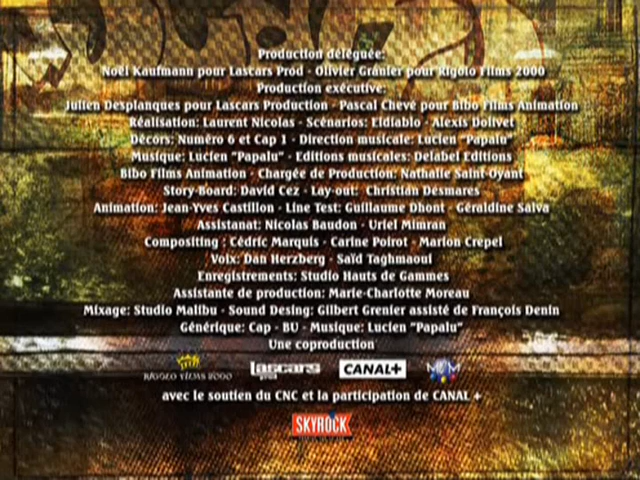 Production déléguée:
Noël Kaufmann pour Lascars Prod - Olivier Granier pour Rigolo Films 2000
Production exécutive:
Julien Desplanques pour Lascars Production - Pascal Chevé pour Bibo Films Animation
Réalisation: Laurent Nicolas - Scénarios: Eldiablo - Alexis Dolivet
Décors: Numéro 6 et Cap 1 - Direction musicale: Lucien "Papalu"
Musique: Lucien "Papalu" - Editions musicales: Delabel Editions
Bibo Films Animation - Chargée de Production: Nathalie Saint-Oyant
Story-Board: David Cez - Lay-out: Christian Desmares
Animation: Jean-Yves Castillon - Line Test: Guillaume Dhont - Géraldine Salva
Assistanat: Nicolas Baudon - Uriel Mimran
Compositing : Cédric Marquis - Carine Poirot - Marion Crepel
Voix: Dan Herzberg - Saïd Taghmaoui
Enregistrements: Studio Hauts de Gammes
Assistante de production: Marie-Charlotte Moreau
Mixage: Studio Malibu - Sound Desing: Gilbert Grenier assisté de François Denin
Générique: Cap - BU - Musique: Lucien "Papalu"
Une coproduction
RIGOLO FILMS 2000 Lascars prod CANAL+ MCM
avec le soutien du CNC et la participation de CANAL +
SKYROCK